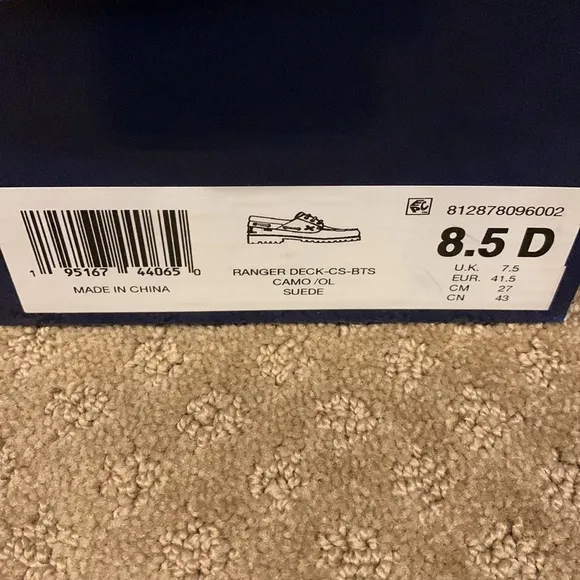 812878096002
8.5 D
U.K. 7.5
EUR. 41.5
CM 27
CN 43
1 95167 44065 0
MADE IN CHINA
RANGER DECK-CS-BTS
CAMO /OL
SUEDE